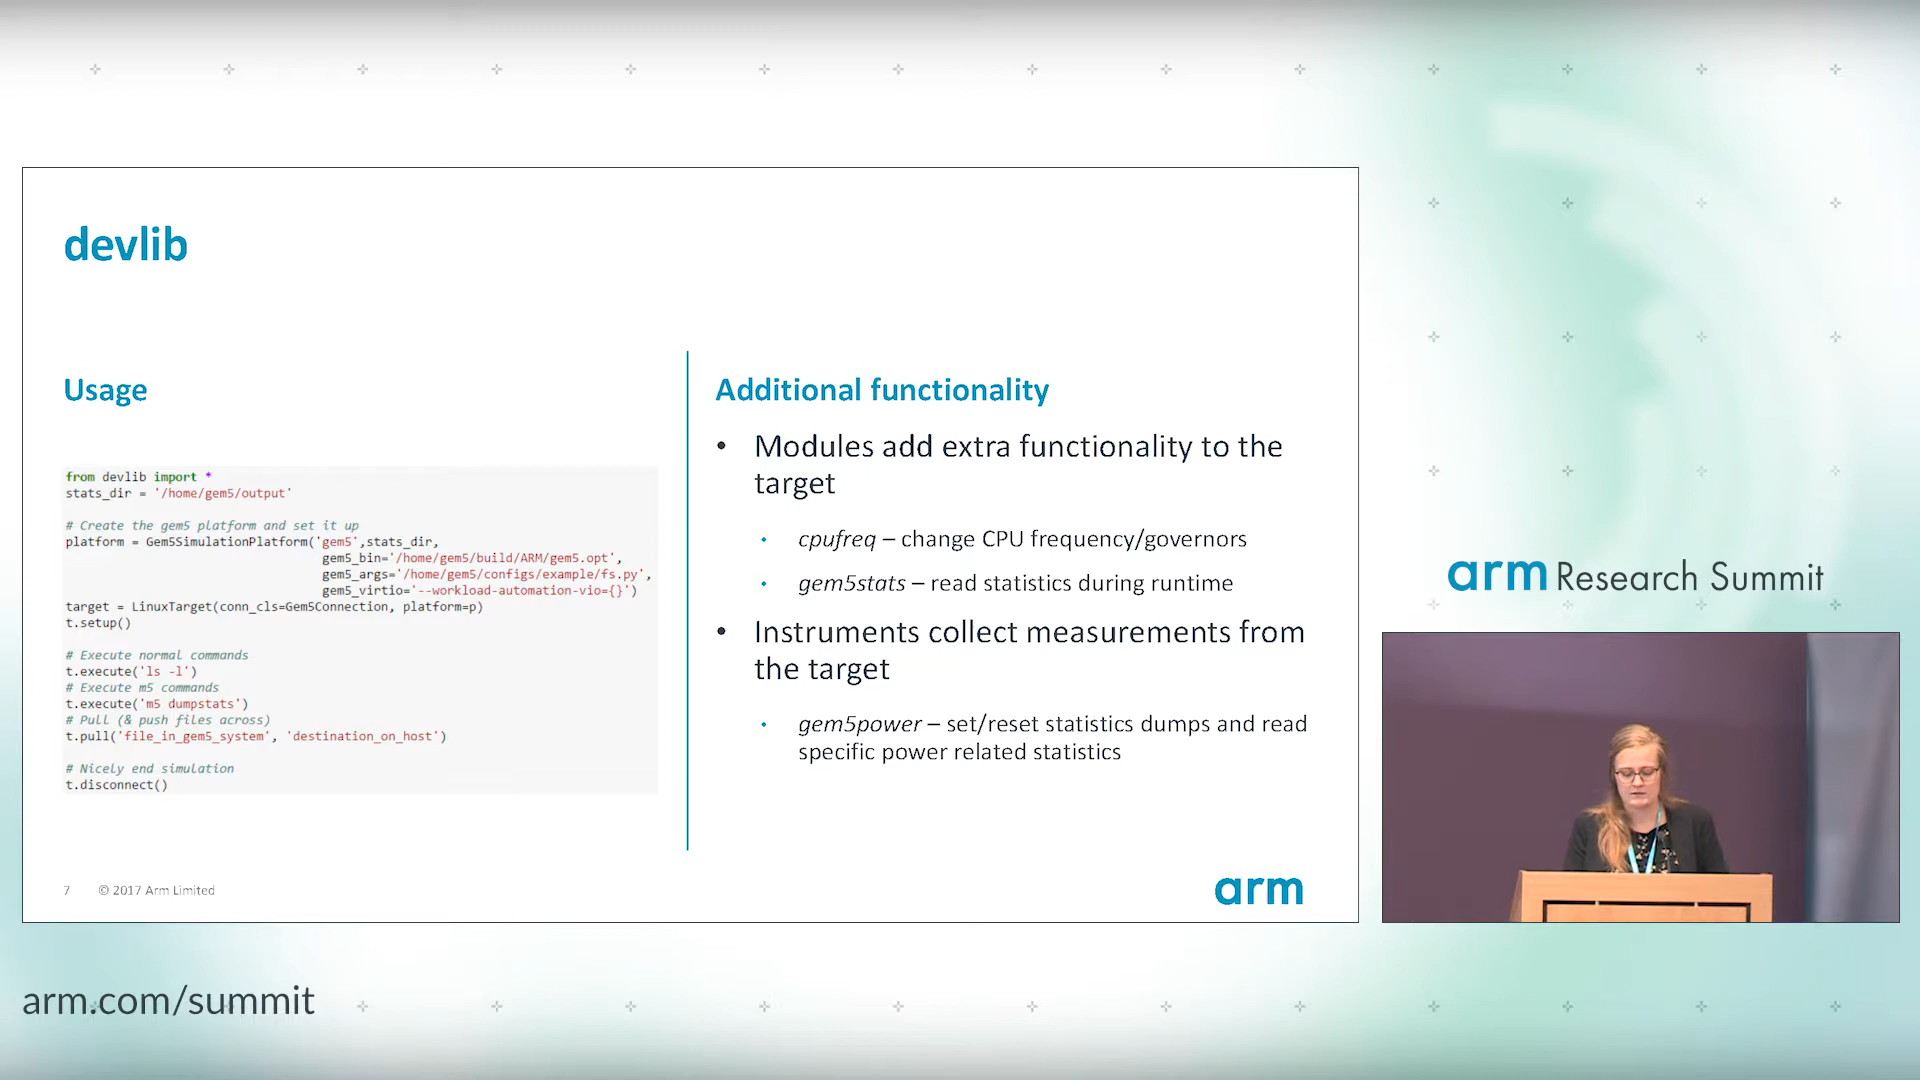 devlib
Usage
from devlib import *
stats_dir = '/home/gem5/output'
# Create the gem5 platform and set it up
platform = Gem5SimulationPlatform('gem5',stats_dir,
gem5_bin='/home/gem5/build/ARM/gem5.opt',
gem5_args='/home/gem5/configs/example/fs.py',
gem5_virtio='--workload-automation-vio={}')
target = LinuxTarget(conn_cls=Gem5Connection, platform=p)
t.setup()
# Execute normal commands
t.execute('ls -l')
# Execute m5 commands
t.execute('m5 dumpstats')
# Pull (& push files across)
t.pull('file_in_gem5_system', 'destination_on_host')
# Nicely end simulation
t.disconnect()
Additional functionality
• Modules add extra functionality to the
target
• cpufreq – change CPU frequency/governors
• gem5stats – read statistics during runtime
• Instruments collect measurements from
the target
• gem5power – set/reset statistics dumps and read
specific power related statistics
7 © 2017 Arm Limited
arm
arm Research Summit
arm.com/summit